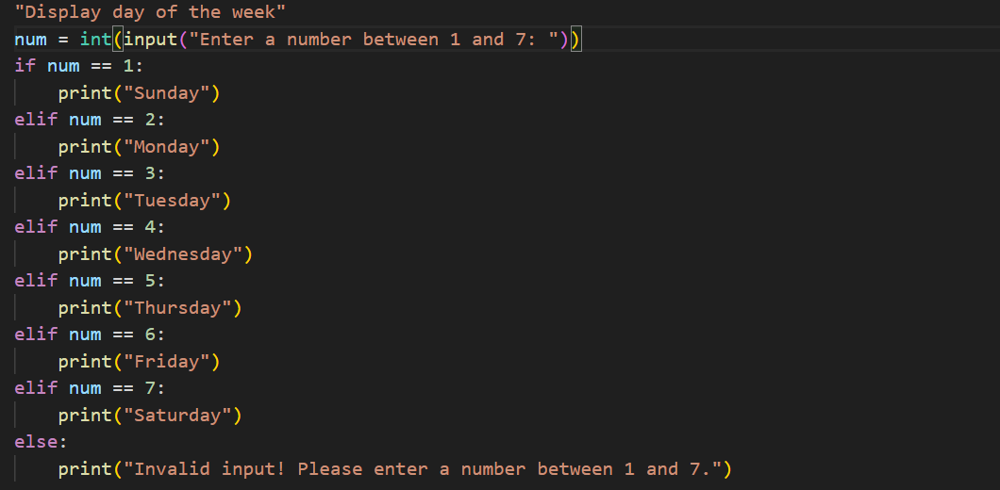 "Display day of the week"
num = int(input("Enter a number between 1 and 7: "))
if num == 1:
    print("Sunday")
elif num == 2:
    print("Monday")
elif num == 3:
    print("Tuesday")
elif num == 4:
    print("Wednesday")
elif num == 5:
    print("Thursday")
elif num == 6:
    print("Friday")
elif num == 7:
    print("Saturday")
else:
    print("Invalid input! Please enter a number between 1 and 7.")